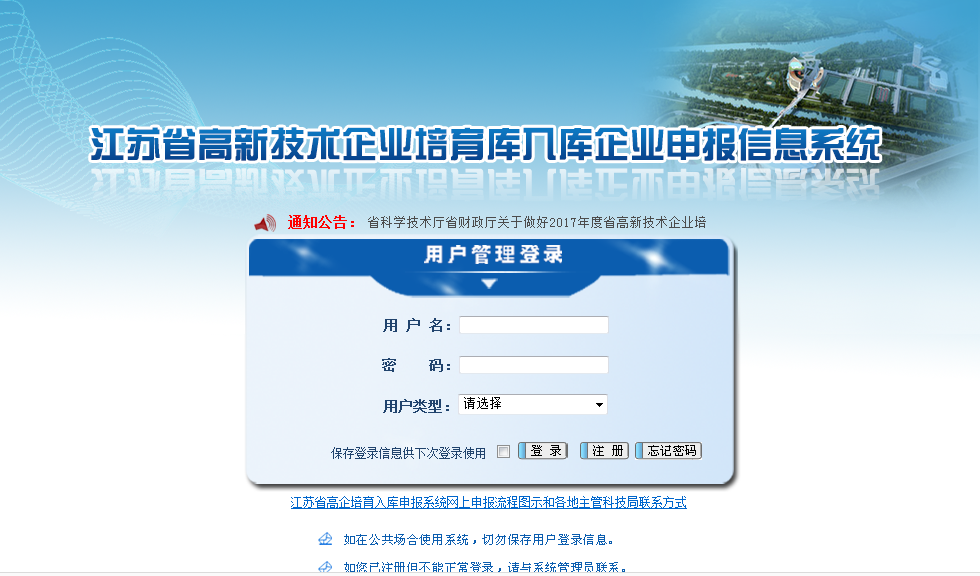 江苏省高新技术企业培育库入库企业申报信息系统
通知公告： 省科学技术厅省财政厅关于做好2017年度省高新技术企业培
用户管理登录
用 户 名：
密 码：
用户类型： 请选择
保存登录信息供下次登录使用 登 录 注 册 忘记密码
江苏省高企培育入库申报系统网上申报流程图示和各地主管科技局联系方式
如在公共场合使用系统，切勿保存用户登录信息。
如您已注册但不能正常登录，请与系统管理员联系。